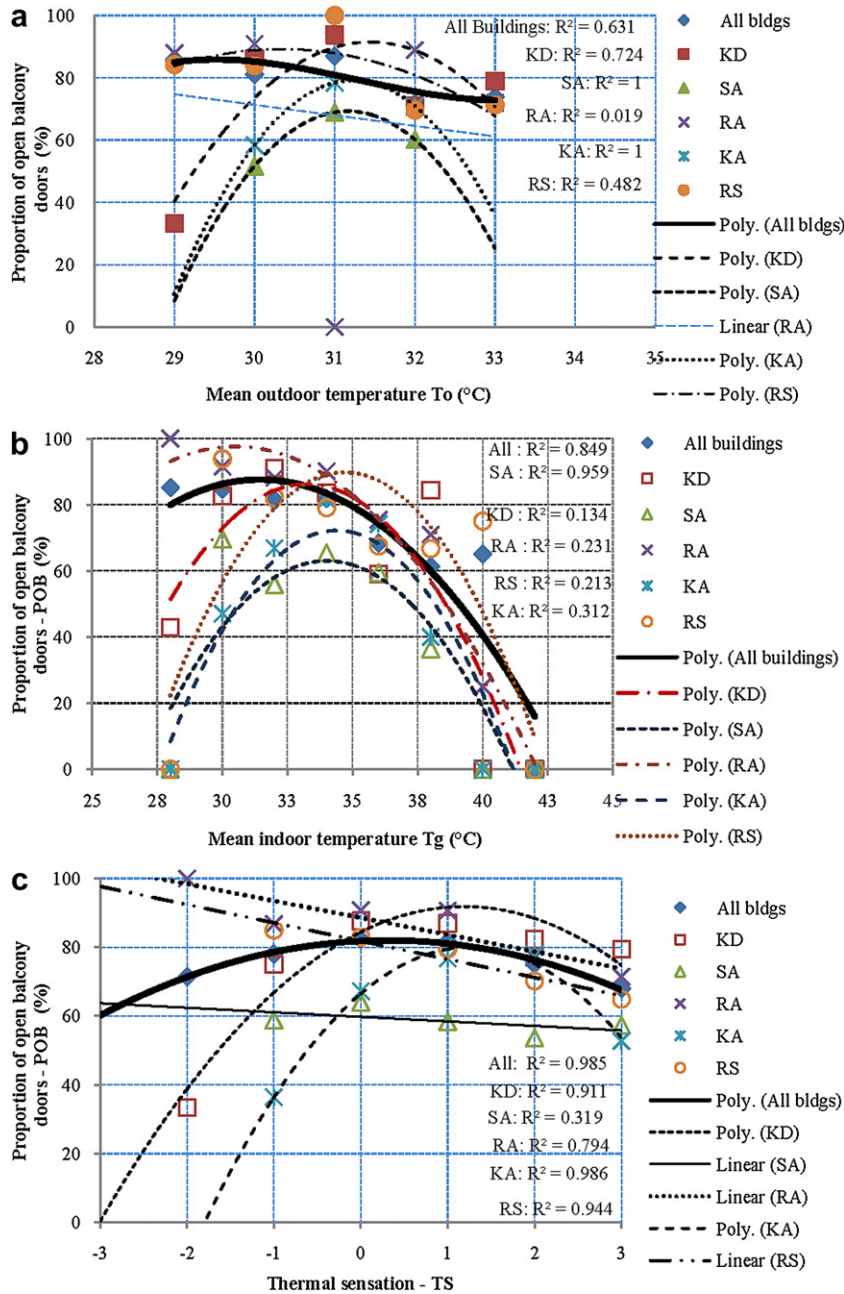 a
All Buildings: R² = 0.631
KD: R² = 0.724
SA: R² = 1
RA: R² = 0.019
KA: R² = 1
RS: R² = 0.482
Proportion of open balcony
doors (%)
100
80
60
40
20
0
28 29 30 31 32 33 34 35
Mean outdoor temperature To (°C)
All bldgs
KD
SA
RA
KA
RS
Poly. (All bldgs)
Poly. (KD)
Poly. (SA)
Linear (RA)
Poly. (KA)
Poly. (RS)
b
All : R² = 0.849
SA: R² = 0.959
KD: R² = 0.134
RA: R² = 0.231
RS: R² = 0.213
KA: R² = 0.312
Proportion of open balcony
doors - POB (%)
100
80
60
40
20
0
25 28 30 33 35 38 40 43 45
Mean indoor temperature Tg (°C)
All buildings
KD
SA
RA
KA
RS
Poly. (All buildings)
Poly. (KD)
Poly. (SA)
Poly. (RA)
Poly. (KA)
Poly. (RS)
c
Proportion of open balcony
doors - POB (%)
100
80
60
40
20
0
All: R² = 0.985
KD: R² = 0.911
SA: R² = 0.319
RA: R² = 0.794
KA: R² = 0.986
RS: R² = 0.944
-3 -2 -1 0 1 2 3
Thermal sensation - TS
All bldgs
KD
SA
RA
KA
RS
Poly. (All bldgs)
Poly. (KD)
Linear (SA)
Linear (RA)
Poly. (KA)
Linear (RS)